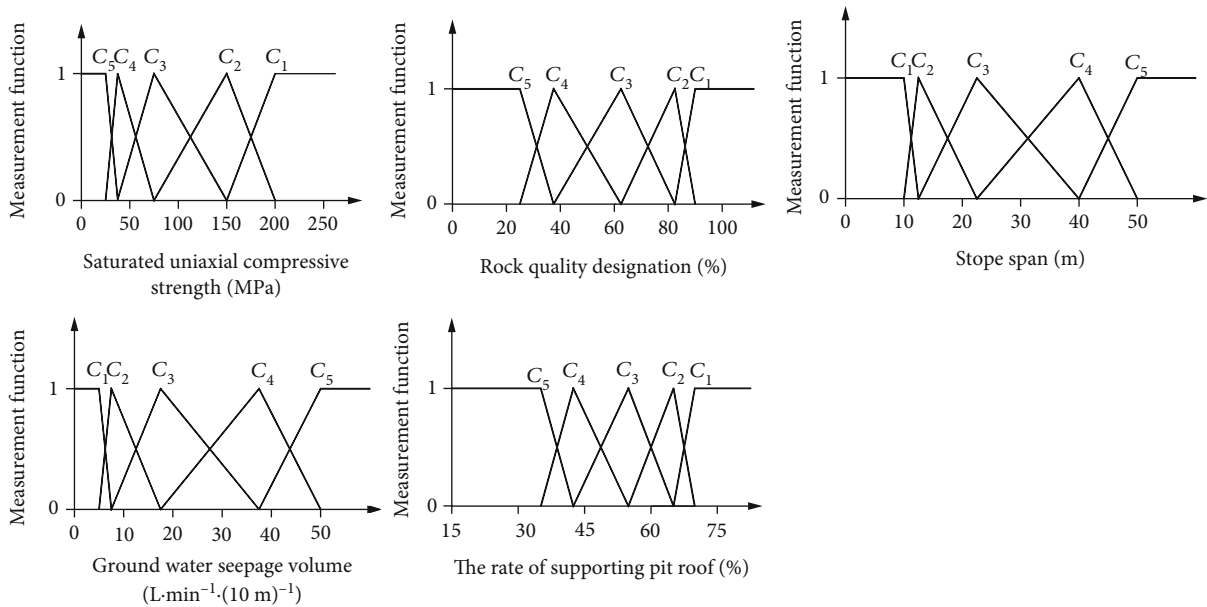 Measurement function
C5 C4 C3 C2 C1
1
0
0 50 100 150 200 250
Saturated uniaxial compressive
strength (MPa)
Measurement function
C5 C4 C3 C2 C1
1
0
0 20 40 60 80 100
Rock quality designation (%)
Measurement function
C1 C2 C3 C4 C5
1
0
0 10 20 30 40 50
Stope span (m)
Measurement function
C1 C2 C3 C4 C5
1
0
0 10 20 30 40 50
Ground water seepage volume
(L·min⁻¹·(10 m)⁻¹)
Measurement function
C5 C4 C3 C2 C1
1
0
15 30 45 60 75
The rate of supporting pit roof (%)